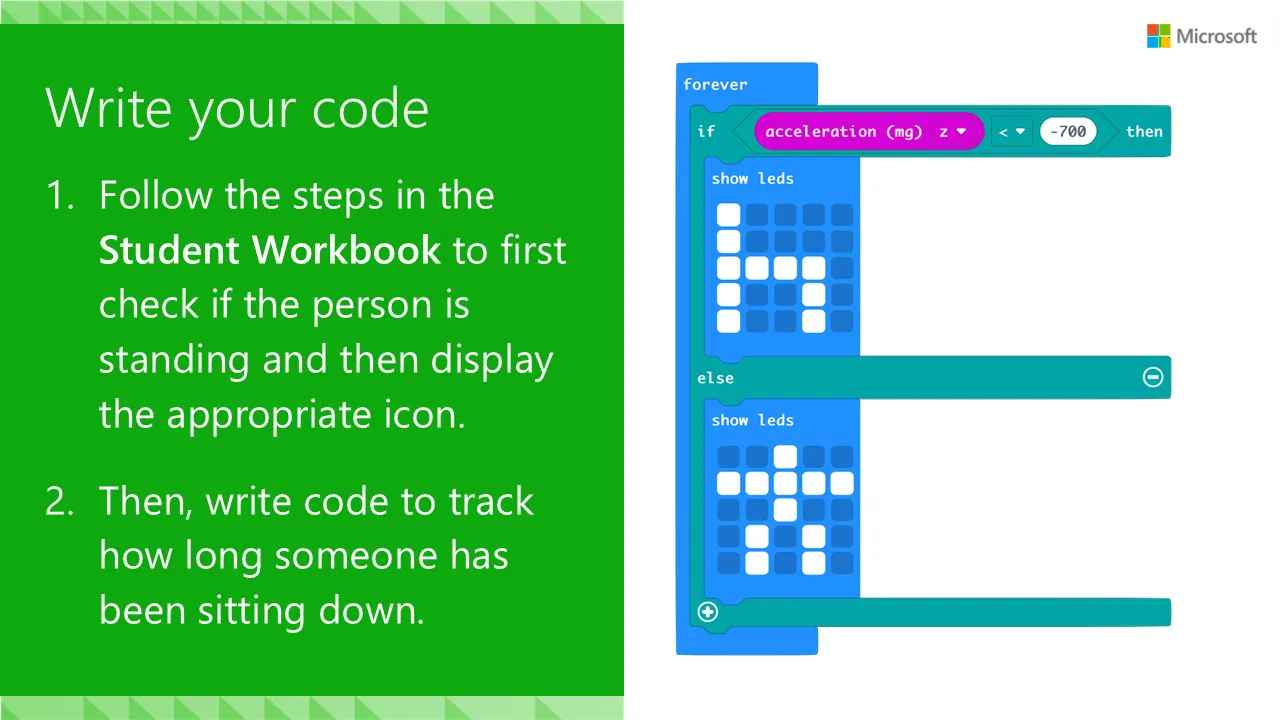 Microsoft
Write your code
1. Follow the steps in the
Student Workbook to first
check if the person is
standing and then display
the appropriate icon.
2. Then, write code to track
how long someone has
been sitting down.
forever
if acceleration (mg) z < -700 then
show leds
else
show leds